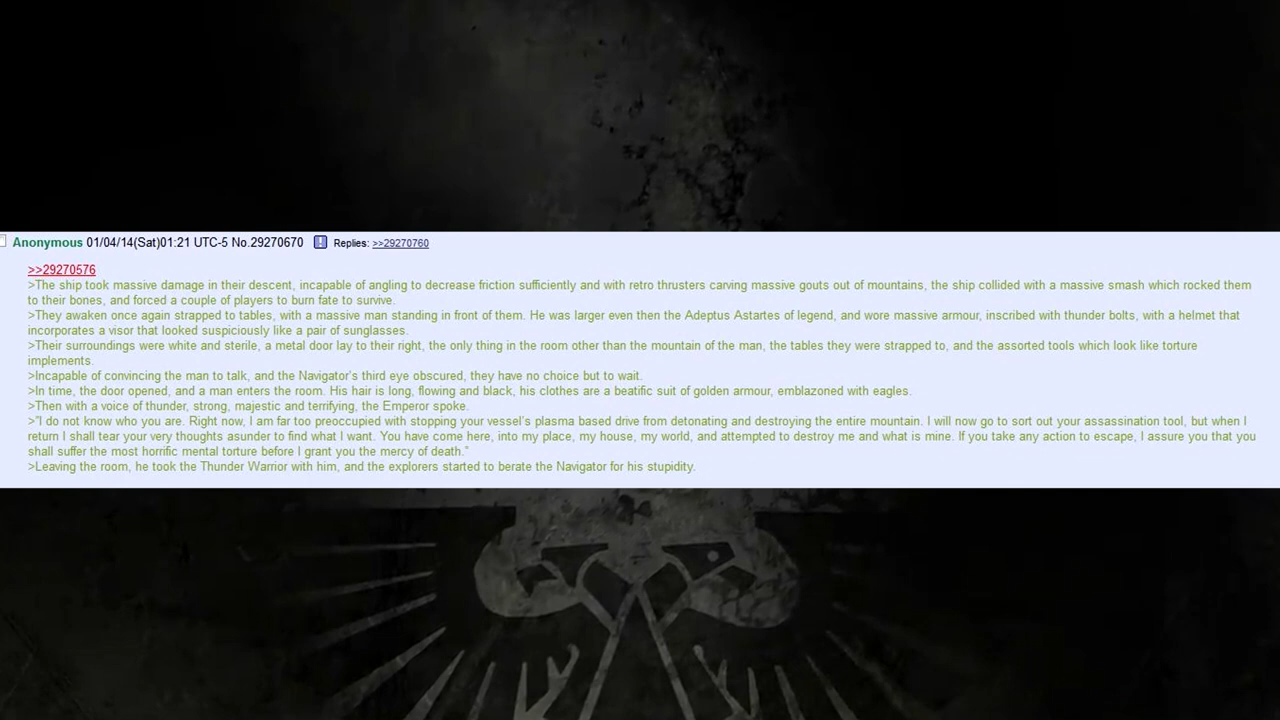 Anonymous 01/04/14(Sat)01:21 UTC-5 No.29270670 Replies: >>29270760
>>29270576
>The ship took massive damage in their descent, incapable of angling to decrease friction sufficiently and with retro thrusters carving massive gouts out of mountains, the ship collided with a massive smash which rocked them
to their bones, and forced a couple of players to burn fate to survive.
>They awaken once again strapped to tables, with a massive man standing in front of them. He was larger even then the Adeptus Astartes of legend, and wore massive armour, inscribed with thunder bolts, with a helmet that
incorporates a visor that looked suspiciously like a pair of sunglasses.
>Their surroundings were white and sterile, a metal door lay to their right, the only thing in the room other than the mountain of the man, the tables they were strapped to, and the assorted tools which look like torture
implements.
>Incapable of convincing the man to talk, and the Navigator's third eye obscured, they have no choice but to wait.
>In time, the door opened, and a man enters the room. His hair is long, flowing and black, his clothes are a beatific suit of golden armour, emblazoned with eagles.
>Then with a voice of thunder, strong, majestic and terrifying, the Emperor spoke.
>"I do not know who you are. Right now, I am far too preoccupied with stopping your vessel's plasma based drive from detonating and destroying the entire mountain. I will now go to sort out your assassination tool, but when I
return I shall tear your very thoughts asunder to find what I want. You have come here, into my place, my house, my world, and attempted to destroy me and what is mine. If you take any action to escape, I assure you that you
shall suffer the most horrific mental torture before I grant you the mercy of death."
>Leaving the room, he took the Thunder Warrior with him, and the explorers started to berate the Navigator for his stupidity.